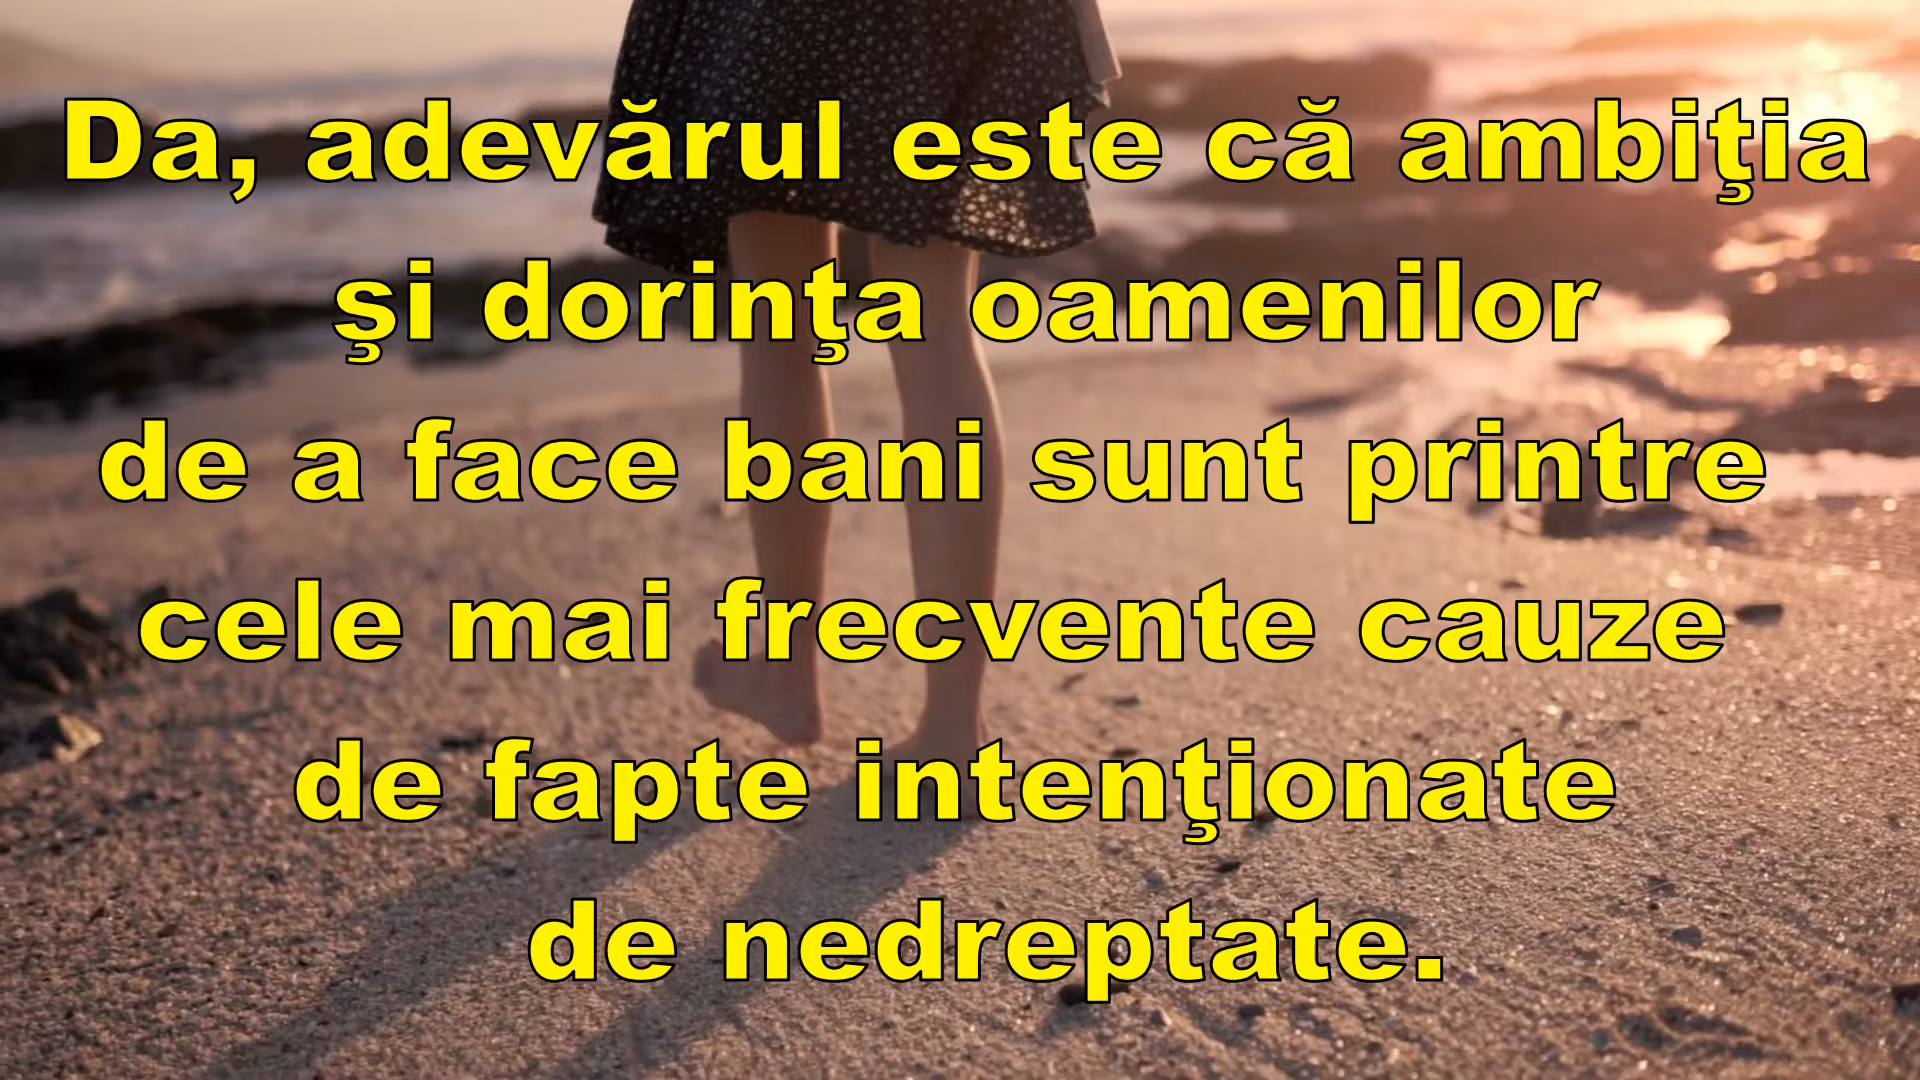 Da, adevărul este că ambiţia
şi dorinţa oamenilor
de a face bani sunt printre
cele mai frecvente cauze
de fapte intenţionate
de nedreptate.